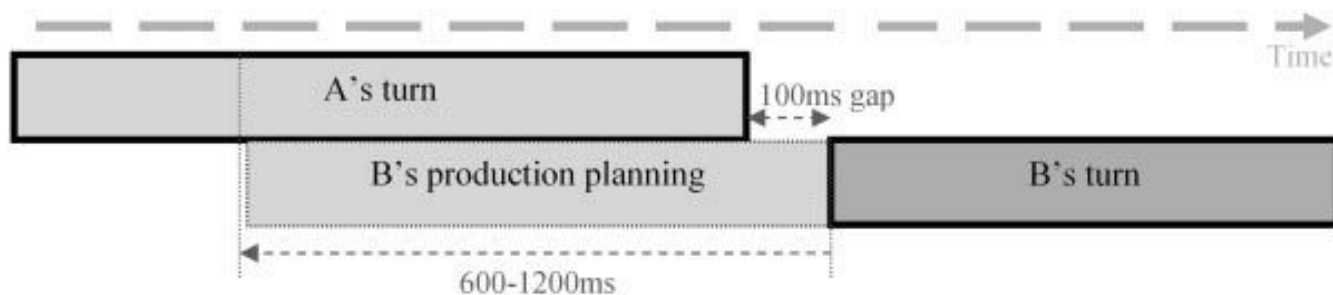 Time
A's turn
100ms gap
B's production planning
B's turn
600-1200ms